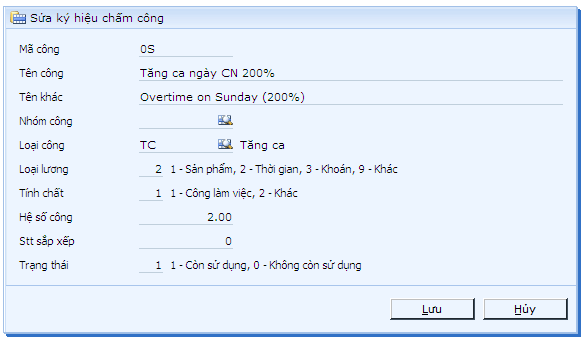 Sửa ký hiệu chấm công
Mã công 0S
Tên công Tăng ca ngày CN 200%
Tên khác Overtime on Sunday (200%)
Nhóm công
Loại công TC Tăng ca
Loại lương 2 1 - Sản phẩm, 2 - Thời gian, 3 - Khoán, 9 - Khác
Tính chất 1 1 - Công làm việc, 2 - Khác
Hệ số công 2.00
Stt sắp xếp 0
Trạng thái 1 1 - Còn sử dụng, 0 - Không còn sử dụng
Lưu Hủy